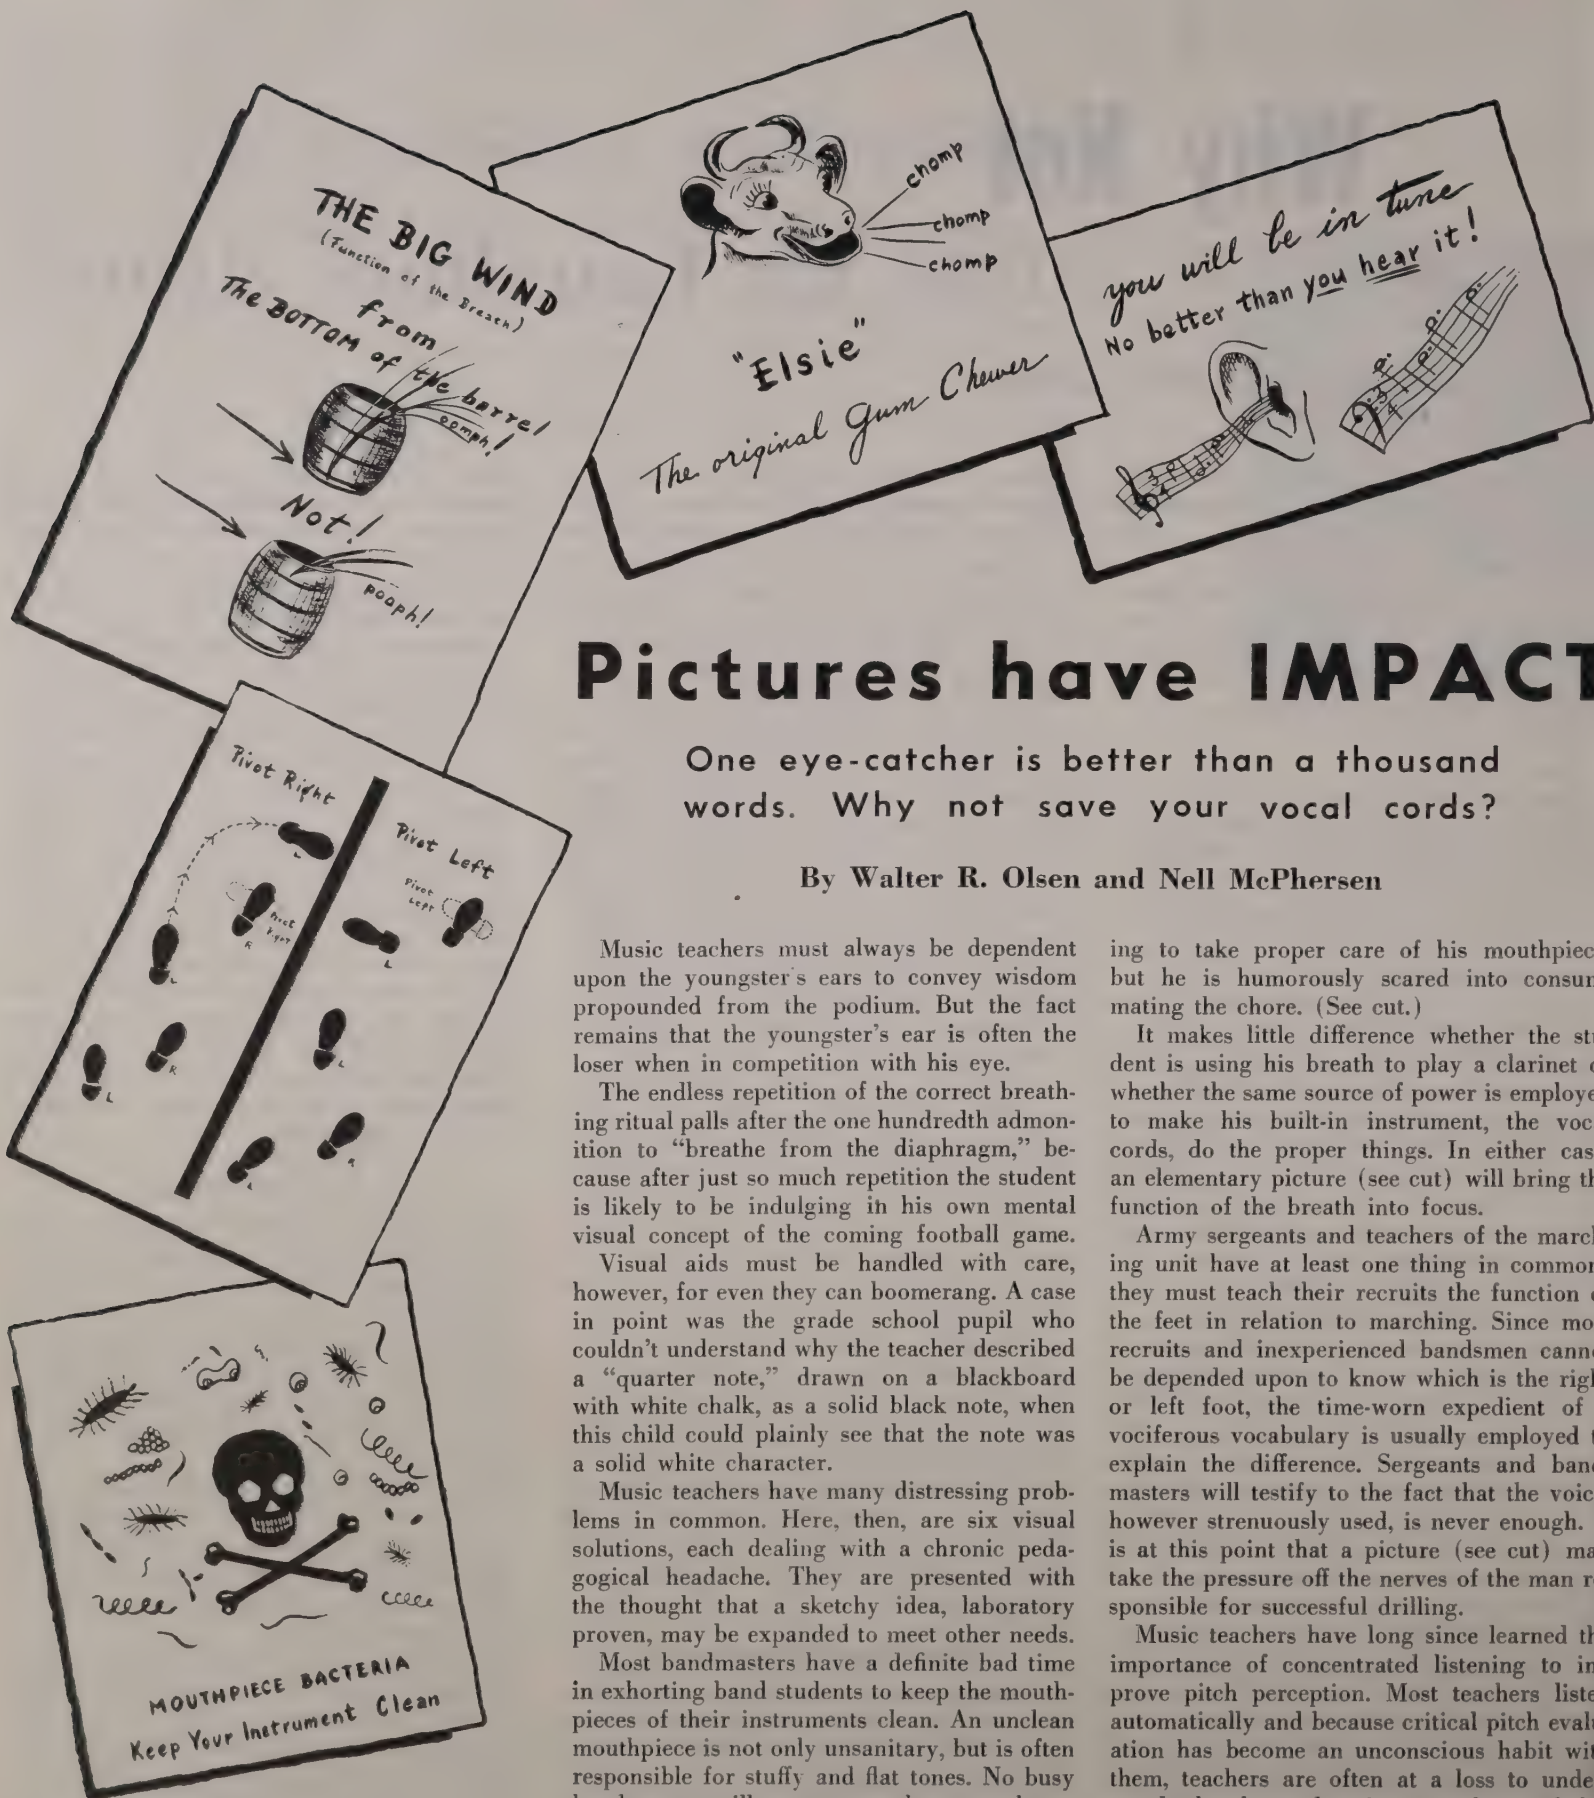 THE BIG WIND
(Function of the Breath)
from
The BOTTOM of the barrel
oomph!
Not!
pooph!
chomp
chomp
chomp
"Elsie"
The original Gum Chewer
you will be in tune
No better than you hear it!
Pivot Right
L
Pivot
Right
R
L
R
L
Pivot Left
Pivot
Left
L
L
R
L
MOUTHPIECE BACTERIA
Keep Your Instrument Clean
Pictures have IMPACT
One eye-catcher is better than a thousand
words. Why not save your vocal cords?
By Walter R. Olsen and Nell McPhersen
Music teachers must always be dependent
upon the youngster's ears to convey wisdom
propounded from the podium. But the fact
remains that the youngster's ear is often the
loser when in competition with his eye.
The endless repetition of the correct breath-
ing ritual palls after the one hundredth admon-
ition to “breathe from the diaphragm,” be-
cause after just so much repetition the student
is likely to be indulging in his own mental
visual concept of the coming football game.
Visual aids must be handled with care,
however, for even they can boomerang. A case
in point was the grade school pupil who
couldn't understand why the teacher described
a “quarter note,” drawn on a blackboard
with white chalk, as a solid black note, when
this child could plainly see that the note was
a solid white character.
Music teachers have many distressing prob-
lems in common. Here, then, are six visual
solutions, each dealing with a chronic peda-
gogical headache. They are presented with
the thought that a sketchy idea, laboratory
proven, may be expanded to meet other needs.
Most bandmasters have a definite bad time
in exhorting band students to keep the mouth-
pieces of their instruments clean. An unclean
mouthpiece is not only unsanitary, but is often
responsible for stuffy and flat tones. No busy
ing to take proper care of his mouthpiec
but he is humorously scared into consum
mating the chore. (See cut.)
It makes little difference whether the stu
dent is using his breath to play a clarinet o
whether the same source of power is employe
to make his built-in instrument, the voc
cords, do the proper things. In either cas
an elementary picture (see cut) will bring th
function of the breath into focus.
Army sergeants and teachers of the march
ing unit have at least one thing in common
they must teach their recruits the function o
the feet in relation to marching. Since mo
recruits and inexperienced bandsmen canno
be depended upon to know which is the righ
or left foot, the time-worn expedient of
vociferous vocabulary is usually employed t
explain the difference. Sergeants and band
masters will testify to the fact that the voic
however strenuously used, is never enough.
is at this point that a picture (see cut) ma
take the pressure off the nerves of the man r
sponsible for successful drilling.
Music teachers have long since learned th
importance of concentrated listening to im
prove pitch perception. Most teachers liste
automatically and because critical pitch evalu
ation has become an unconscious habit wit
them, teachers are often at a loss to under